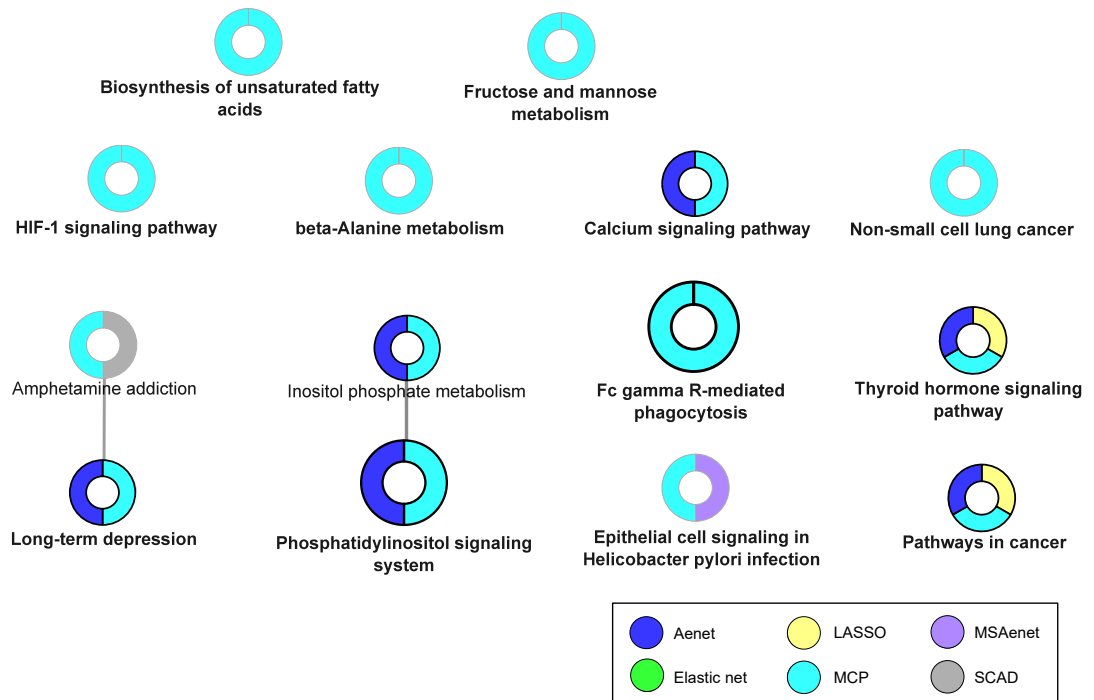 Biosynthesis of unsaturated fatty
acids
Fructose and mannose
metabolism
HIF-1 signaling pathway
beta-Alanine metabolism
Calcium signaling pathway
Non-small cell lung cancer
Amphetamine addiction
Inositol phosphate metabolism
Fc gamma R-mediated
phagocytosis
Thyroid hormone signaling
pathway
Long-term depression
Phosphatidylinositol signaling
system
Epithelial cell signaling in
Helicobacter pylori infection
Pathways in cancer
Aenet
LASSO
MSAenet
Elastic net
MCP
SCAD